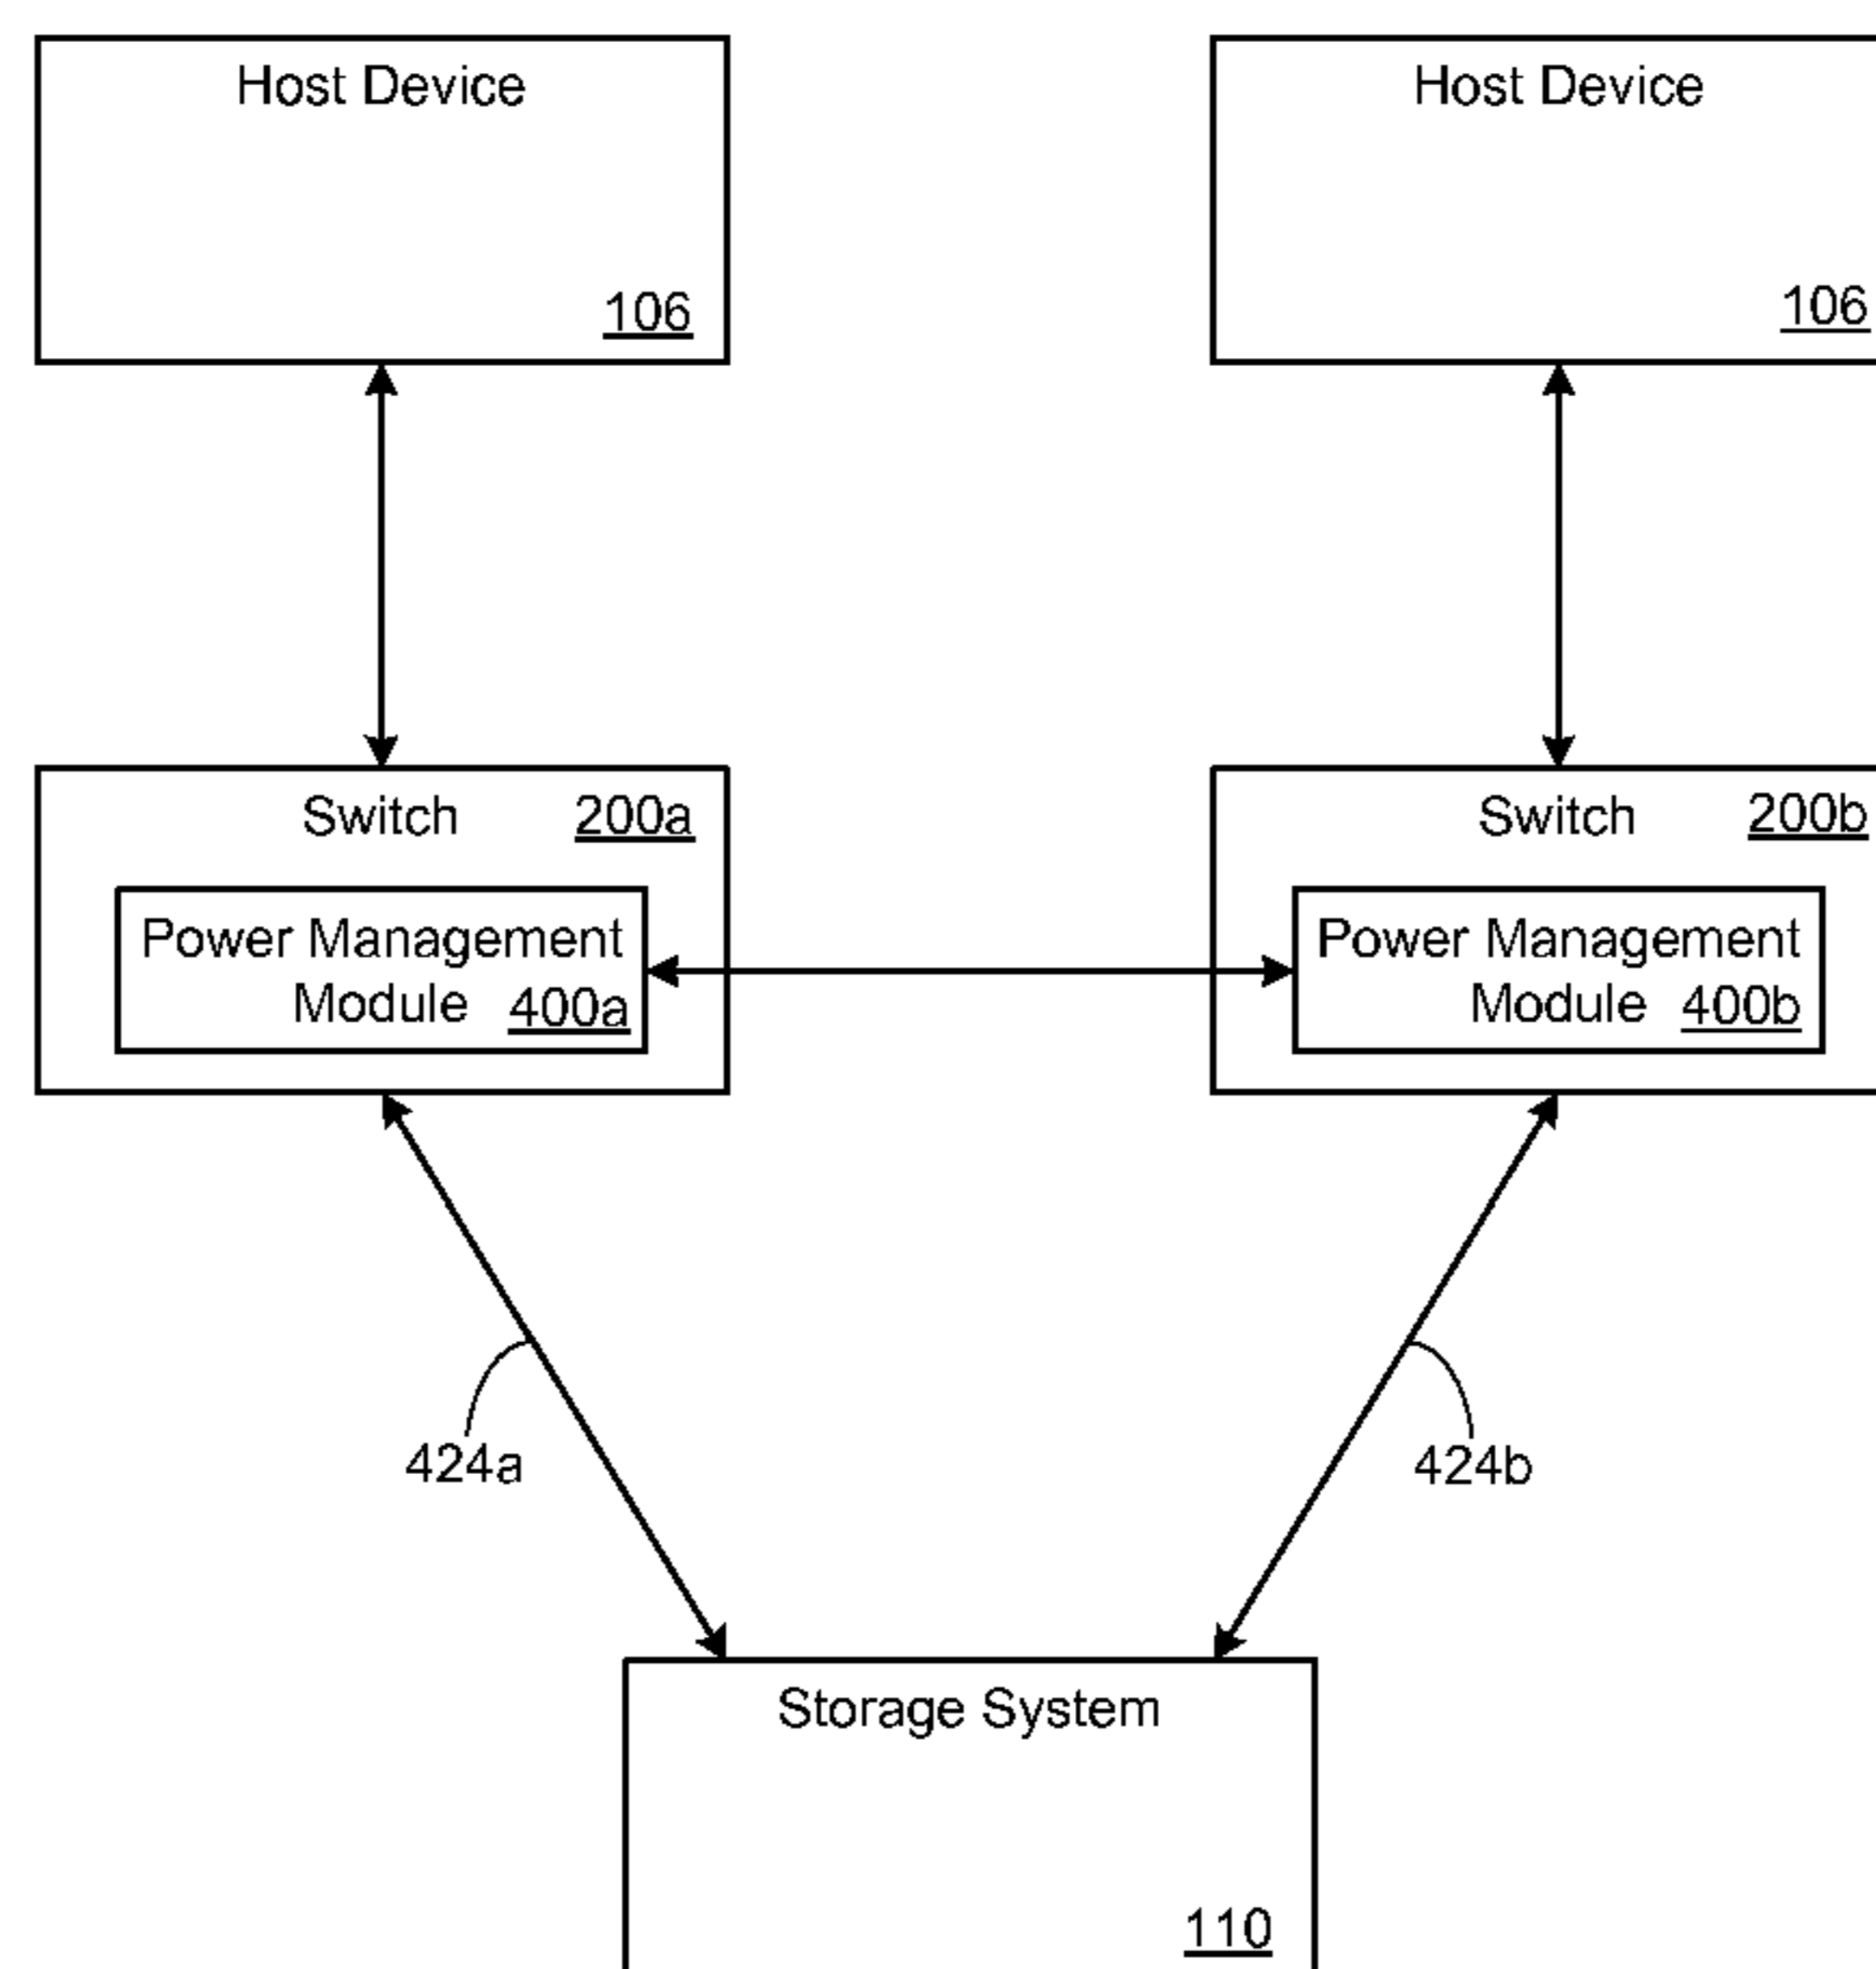 Host Device
106
Host Device
106
Switch 200a
Power Management
Module 400a
Switch 200b
Power Management
Module 400b
424a
424b
Storage System
110